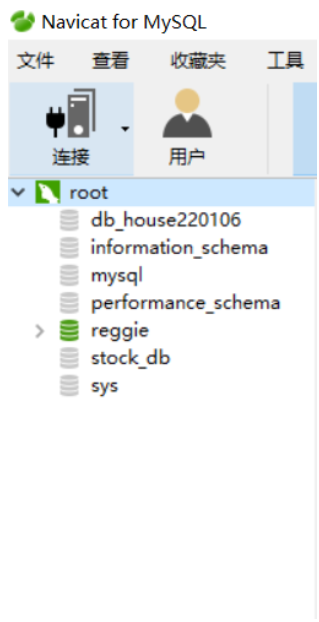 Navicat for MySQL
文件 查看 收藏夹 工具
连接 用户
root
db_house220106
information_schema
mysql
performance_schema
reggie
stock_db
sys